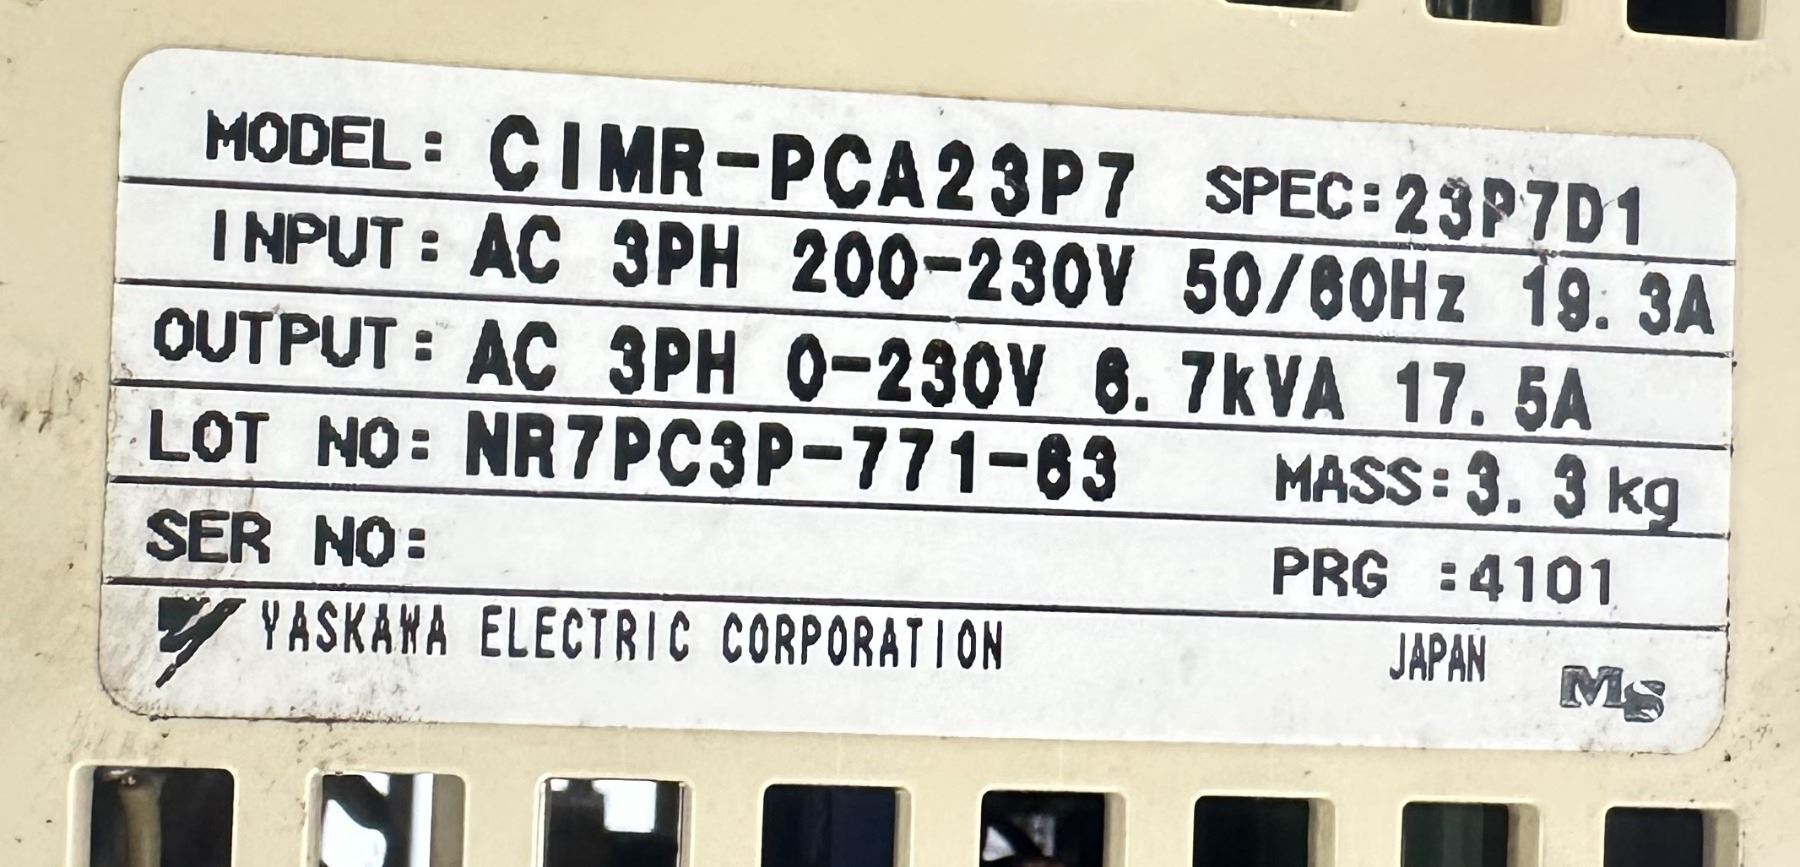 MODEL: CIMR-PCA23P7 SPEC:23P7D1
INPUT: AC 3PH 200-230V 50/60Hz 19.3A
OUTPUT: AC 3PH 0-230V 6.7kVA 17.5A
LOT NO: NR7PC3P-771-63 MASS:3.3kg
SER NO: PRG :4101
YASKAWA ELECTRIC CORPORATION JAPAN MS